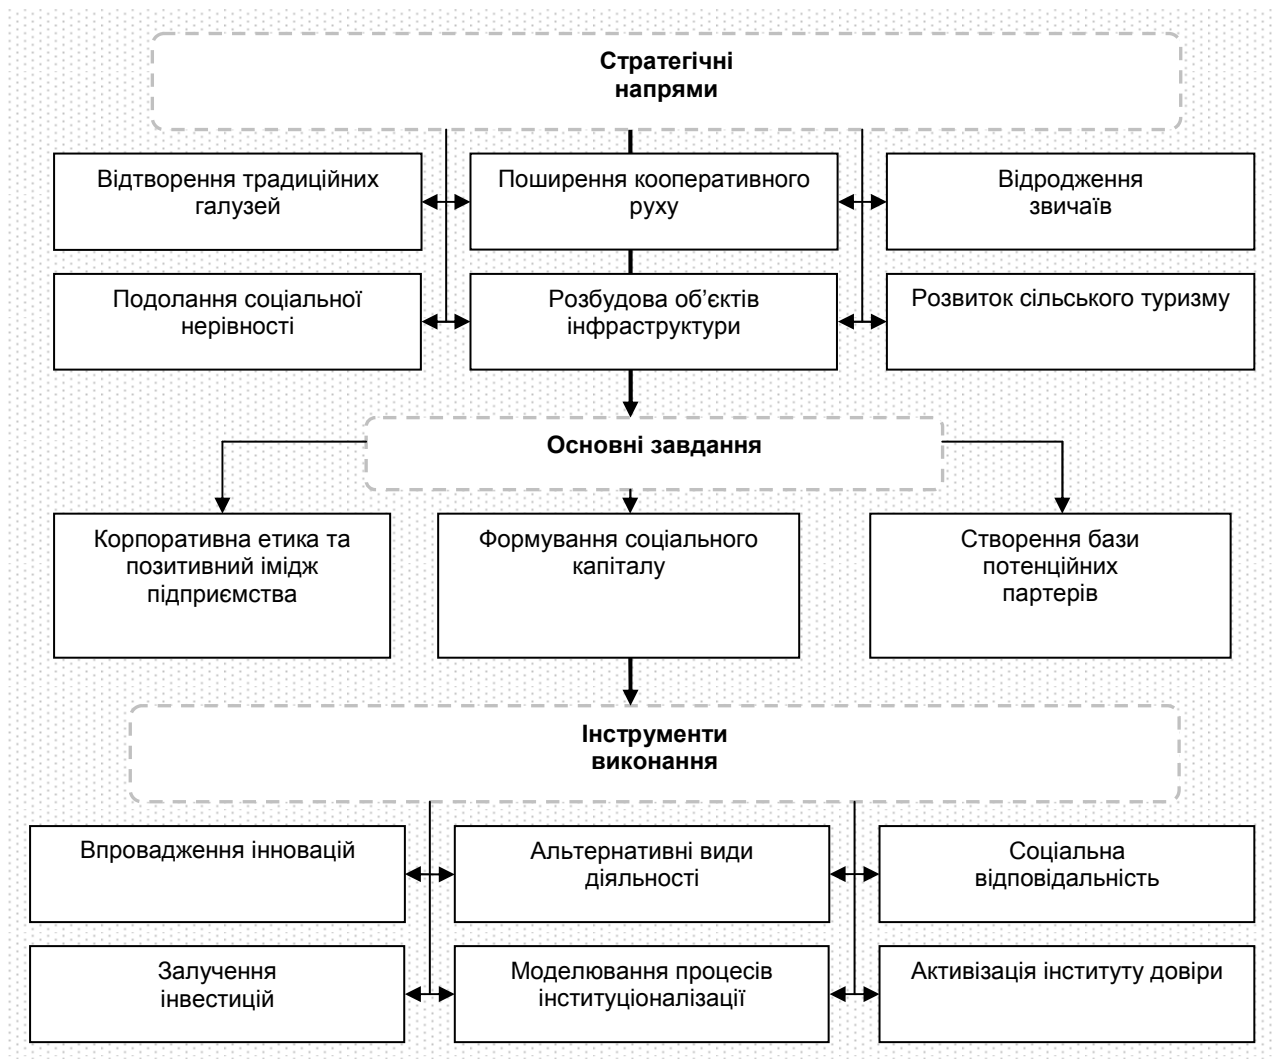 Стратегічні
напрями
Відтворення традиційних
галузей
Поширення кооперативного
руху
Відродження
звичаїв
Подолання соціальної
нерівності
Розбудова об’єктів
інфраструктури
Розвиток сільського туризму
Основні завдання
Корпоративна етика та
позитивний імідж
підприємства
Формування соціального
капіталу
Створення бази
потенційних
партерів
Інструменти
виконання
Впровадження інновацій
Альтернативні види
діяльності
Соціальна
відповідальність
Залучення
інвестицій
Моделювання процесів
інституціоналізації
Активізація інституту довіри